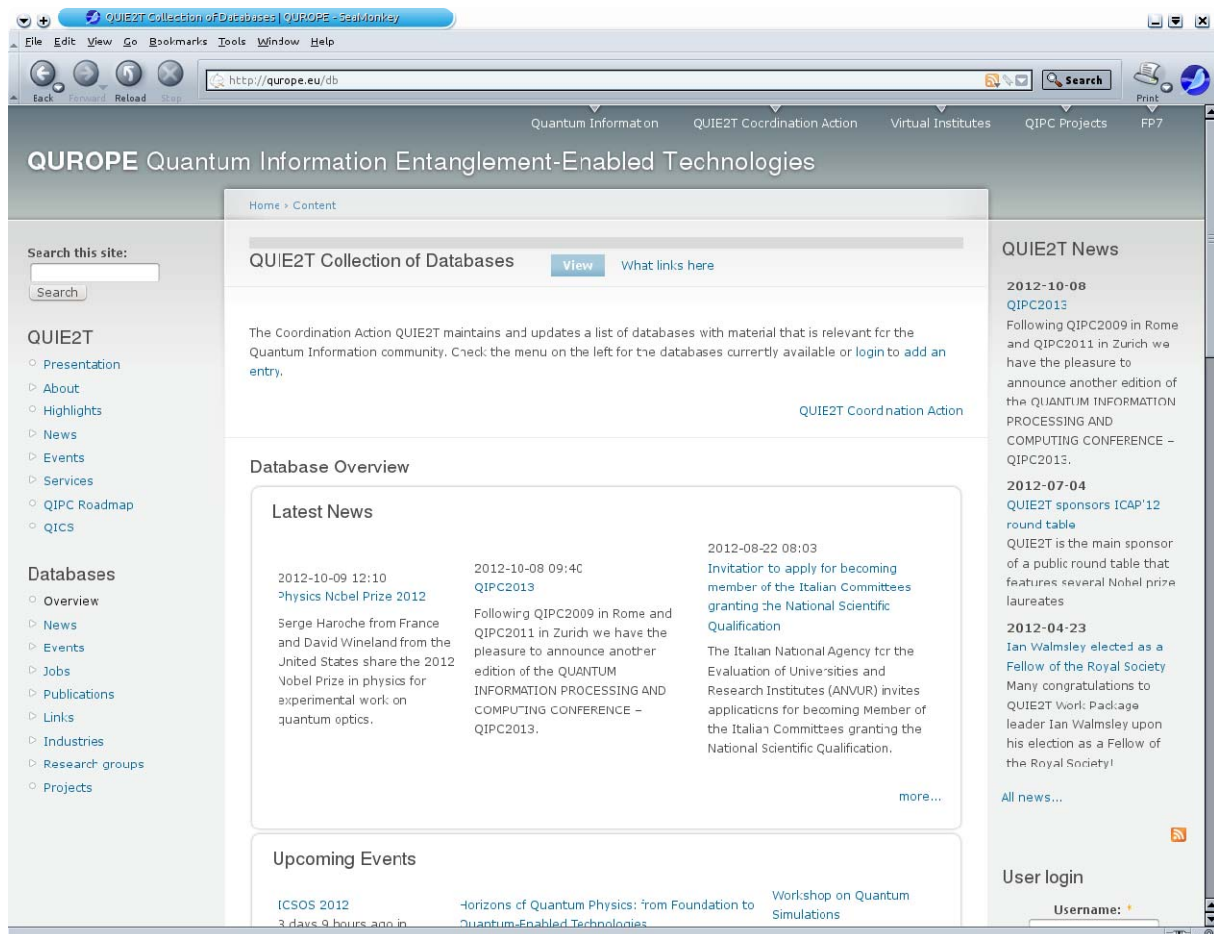 QUIE2T Collection of Databases | QUROPE - SeaMonkey
File Edit View Go Bookmarks Tools Window Help
Back Forward Reload Stop
http://qurope.eu/db
Search
Print
Quantum Information QUIE2T Coordination Action Virtual Institutes QIPC Projects FP7
QUROPE Quantum Information Entanglement-Enabled Technologies
Home › Content
Search this site:
Search
QUIE2T
Presentation
About
Highlights
News
Events
Services
QIPC Roadmap
QICS
Databases
Overview
News
Events
Jobs
Publications
Links
Industries
Research groups
Projects
QUIE2T Collection of Databases
View What links here
The Coordination Action QUIE2T maintains and updates a list of databases with material that is relevant for the
Quantum Information community. Check the menu on the left for the databases currently available or login to add an
entry.
QUIE2T Coordination Action
Database Overview
Latest News
2012-10-09 12:10
Physics Nobel Prize 2012
Serge Haroche from France
and David Wineland from the
United States share the 2012
Nobel Prize in physics for
experimental work on
quantum optics.
2012-10-08 09:40
QIPC2013
Following QIPC2009 in Rome and
QIPC2011 in Zurich we have the
pleasure to announce another
edition of the QUANTUM
INFORMATION PROCESSING AND
COMPUTING CONFERENCE –
QIPC2013.
2012-08-22 08:03
Invitation to apply for becoming
member of the Italian Committees
granting the National Scientific
Qualification
The Italian National Agency for the
Evaluation of Universities and
Research Institutes (ANVUR) invites
applications for becoming Member of
the Italian Committees granting the
National Scientific Qualification.
more...
Upcoming Events
ICSOS 2012
3 days 9 hours ago in
Horizons of Quantum Physics: from Foundation to
Quantum-Enabled Technologies
Workshop on Quantum
Simulations
QUIE2T News
2012-10-08
QIPC2013
Following QIPC2009 in Rome
and QIPC2011 in Zurich we
have the pleasure to
announce another edition of
the QUANTUM INFORMATION
PROCESSING AND
COMPUTING CONFERENCE –
QIPC2013.
2012-07-04
QUIE2T sponsors ICAP'12
round table
QUIE2T is the main sponsor
of a public round table that
features several Nobel prize
laureates
2012-04-23
Ian Walmsley elected as a
Fellow of the Royal Society
Many congratulations to
QUIE2T Work Package
leader Ian Walmsley upon
his election as a Fellow of
the Royal Society!
All news...
User login
Username: *